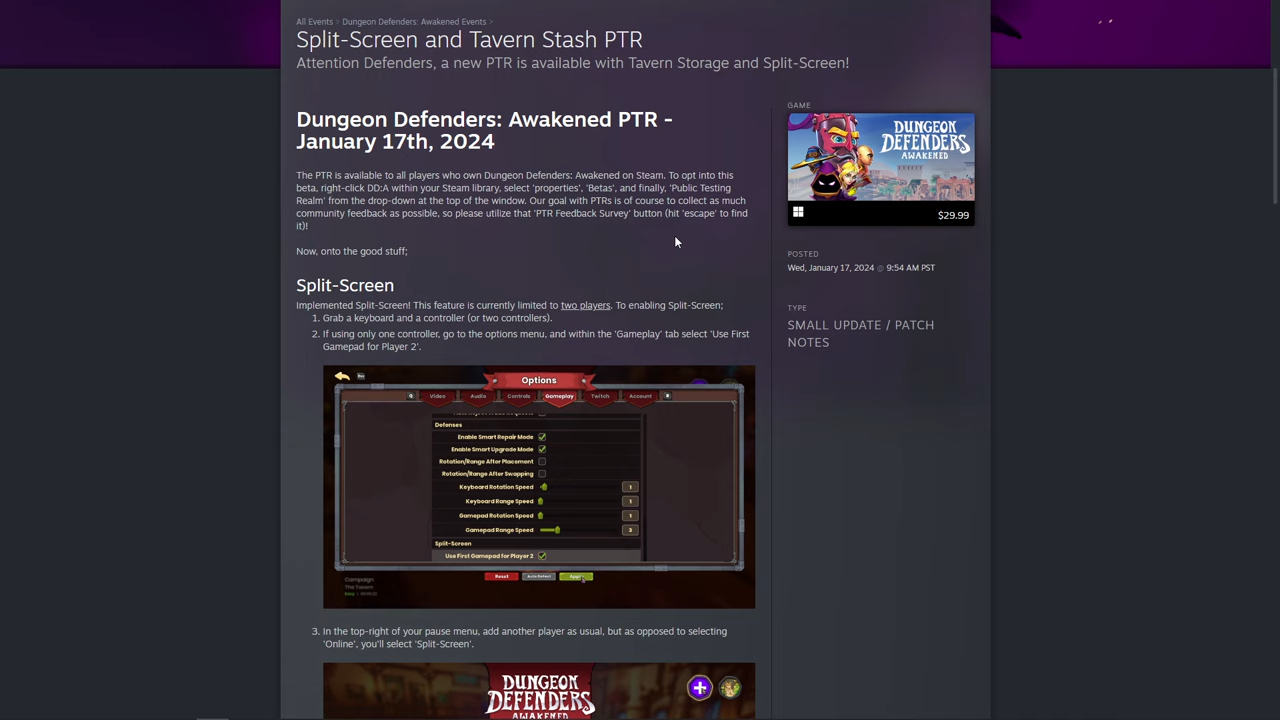 All Events > Dungeon Defenders: Awakened Events >
Split-Screen and Tavern Stash PTR
Attention Defenders, a new PTR is available with Tavern Storage and Split-Screen!
Dungeon Defenders: Awakened PTR -
January 17th, 2024
The PTR is available to all players who own Dungeon Defenders: Awakened on Steam. To opt into this
beta, right-click DD:A within your Steam library, select 'properties', 'Betas', and finally, 'Public Testing
Realm' from the drop-down at the top of the window. Our goal with PTRs is of course to collect as much
community feedback as possible, so please utilize that 'PTR Feedback Survey' button (hit 'escape' to find
it)!
Now, onto the good stuff;
Split-Screen
Implemented Split-Screen! This feature is currently limited to two players. To enabling Split-Screen;
1. Grab a keyboard and a controller (or two controllers).
2. If using only one controller, go to the options menu, and within the 'Gameplay' tab select 'Use First
Gamepad for Player 2'.
Options
Video Audio Controls Gameplay Twitch Account
Defenses
Enable Smart Repair Mode
Enable Smart Upgrade Mode
Rotation/Range After Placement
Rotation/Range After Swapping
Keyboard Rotation Speed 1
Keyboard Range Speed 1
Gamepad Rotation Speed 1
Gamepad Range Speed 3
Split-Screen
Use First Gamepad for Player 2
Reset Auto Detect Apply
Campaign
The Tavern
3. In the top-right of your pause menu, add another player as usual, but as opposed to selecting
'Online', you'll select 'Split-Screen'.
DUNGEON
DEFENDERS
AWAKENED
GAME
DUNGEON
DEFENDERS
AWAKENED
$29.99
POSTED
Wed, January 17, 2024 @ 9:54 AM PST
TYPE
SMALL UPDATE / PATCH
NOTES